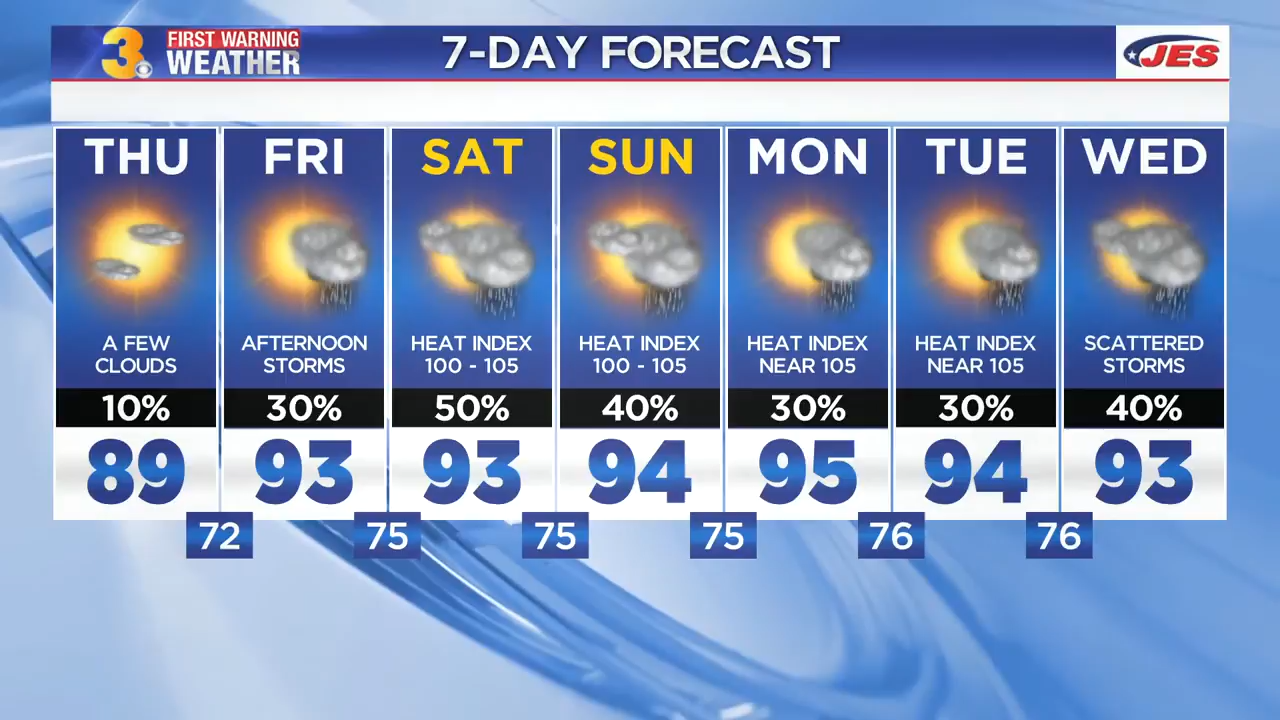 3 FIRST WARNING
WEATHER
7-DAY FORECAST
JES
THU
A FEW
CLOUDS
10%
89
FRI
AFTERNOON
STORMS
30%
93
SAT
HEAT INDEX
100 - 105
50%
93
SUN
HEAT INDEX
100 - 105
40%
94
MON
HEAT INDEX
NEAR 105
30%
95
TUE
HEAT INDEX
NEAR 105
30%
94
WED
SCATTERED
STORMS
40%
93
72
75
75
75
76
76